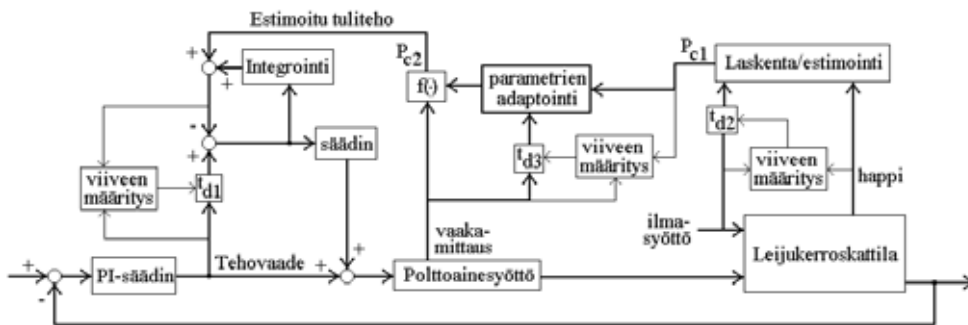 Estimoitu tuliteho
Integrointi
säädin
viiveen
määritys
td1
Tehovaade
PI-säädin
Pc2
f(·)
parametrien
adaptointi
td3
viiveen
määritys
vaaka-
mittaus
Polttoainesyöttö
Pc1
Laskenta/estimointi
td2
viiveen
määritys
happi
ilma-
syöttö
Leijukerroskattila
+
+
-
+
+
+
+
-